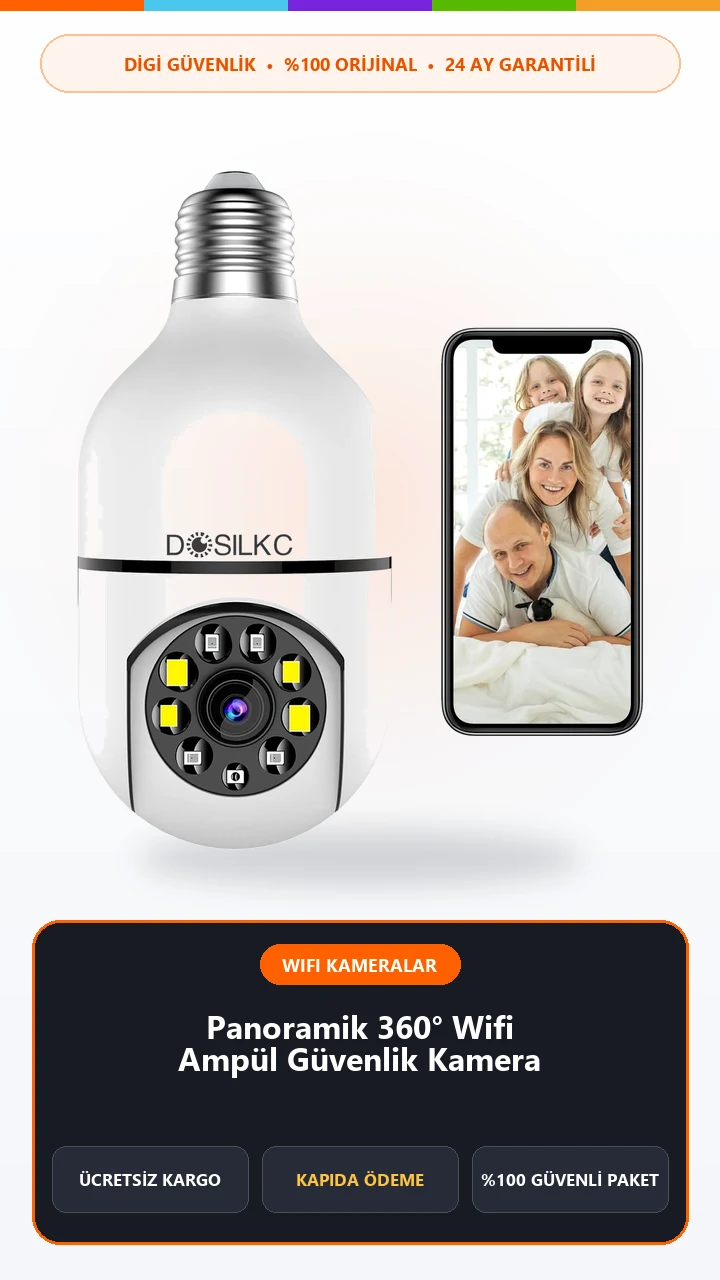 DİGİ GÜVENLİK • %100 ORİJİNAL • 24 AY GARANTİLİ
DOSILKC
WIFI KAMERALAR
Panoramik 360° Wifi
Ampül Güvenlik Kamera
ÜCRETSİZ KARGO
KAPIDA ÖDEME
%100 GÜVENLİ PAKET